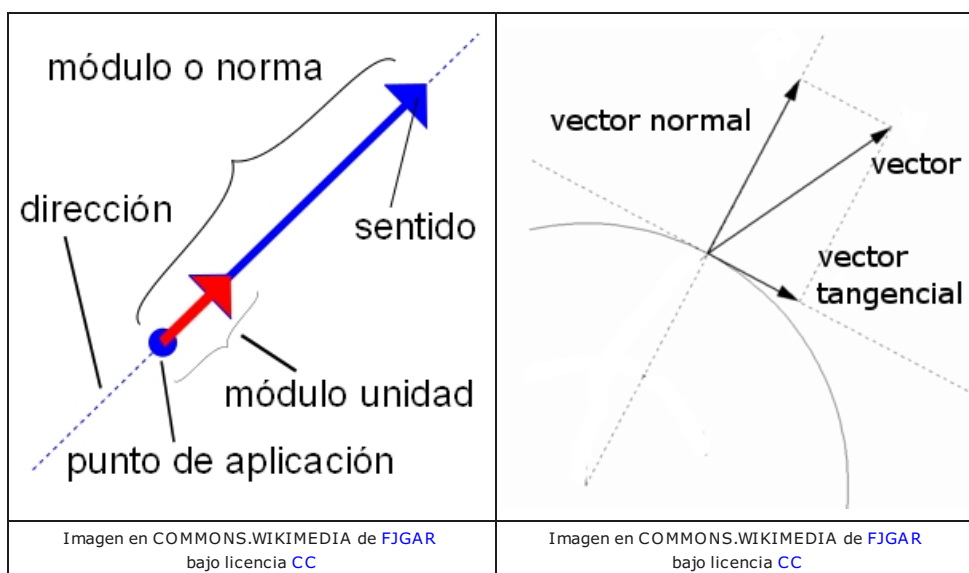 módulo o norma
dirección
sentido
módulo unidad
punto de aplicación
vector normal
vector
vector
tangencial
Imagen en COMMONS.WIKIMEDIA de FJGAR
bajo licencia CC
Imagen en COMMONS.WIKIMEDIA de FJGAR
bajo licencia CC